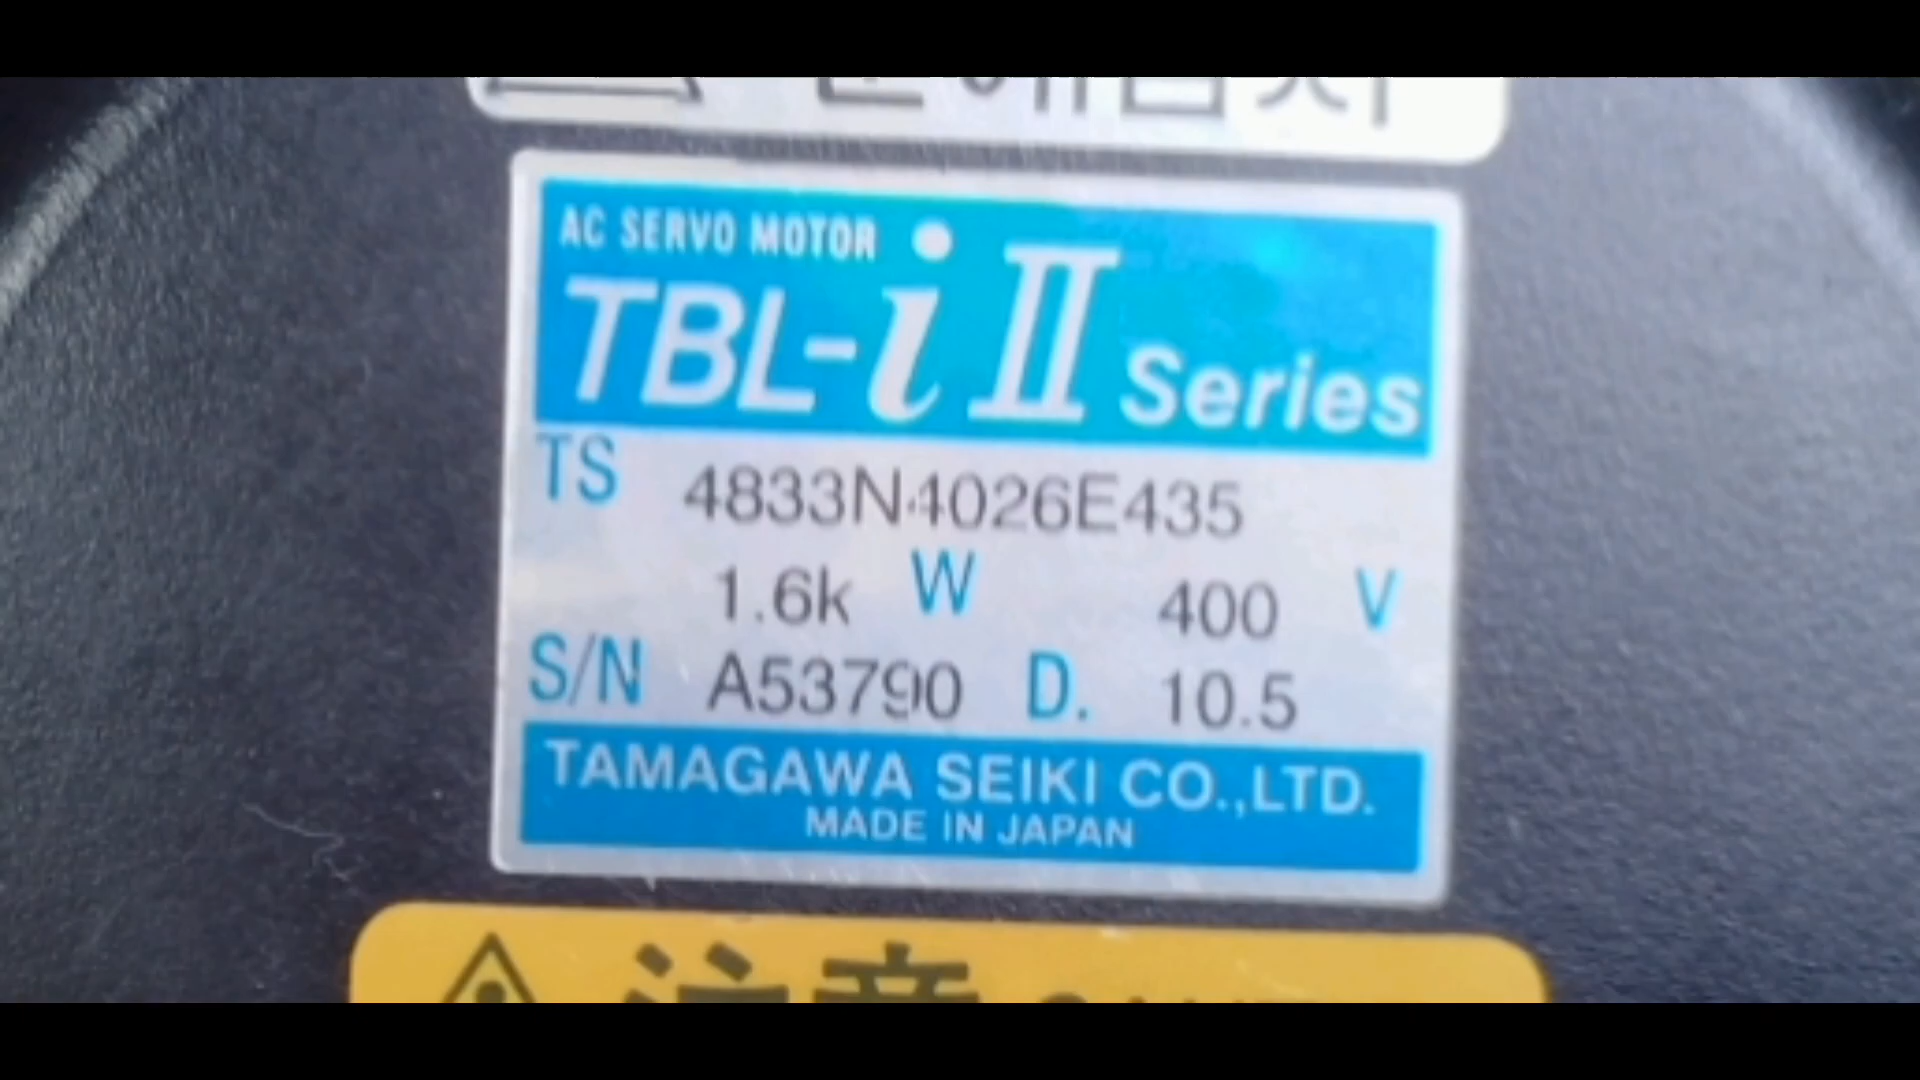 AC SERVO MOTOR
TBL-i II Series
TS 4833N4026E435
1.6k W 400 V
S/N A53790 D. 10.5
TAMAGAWA SEIKI CO.,LTD.
MADE IN JAPAN